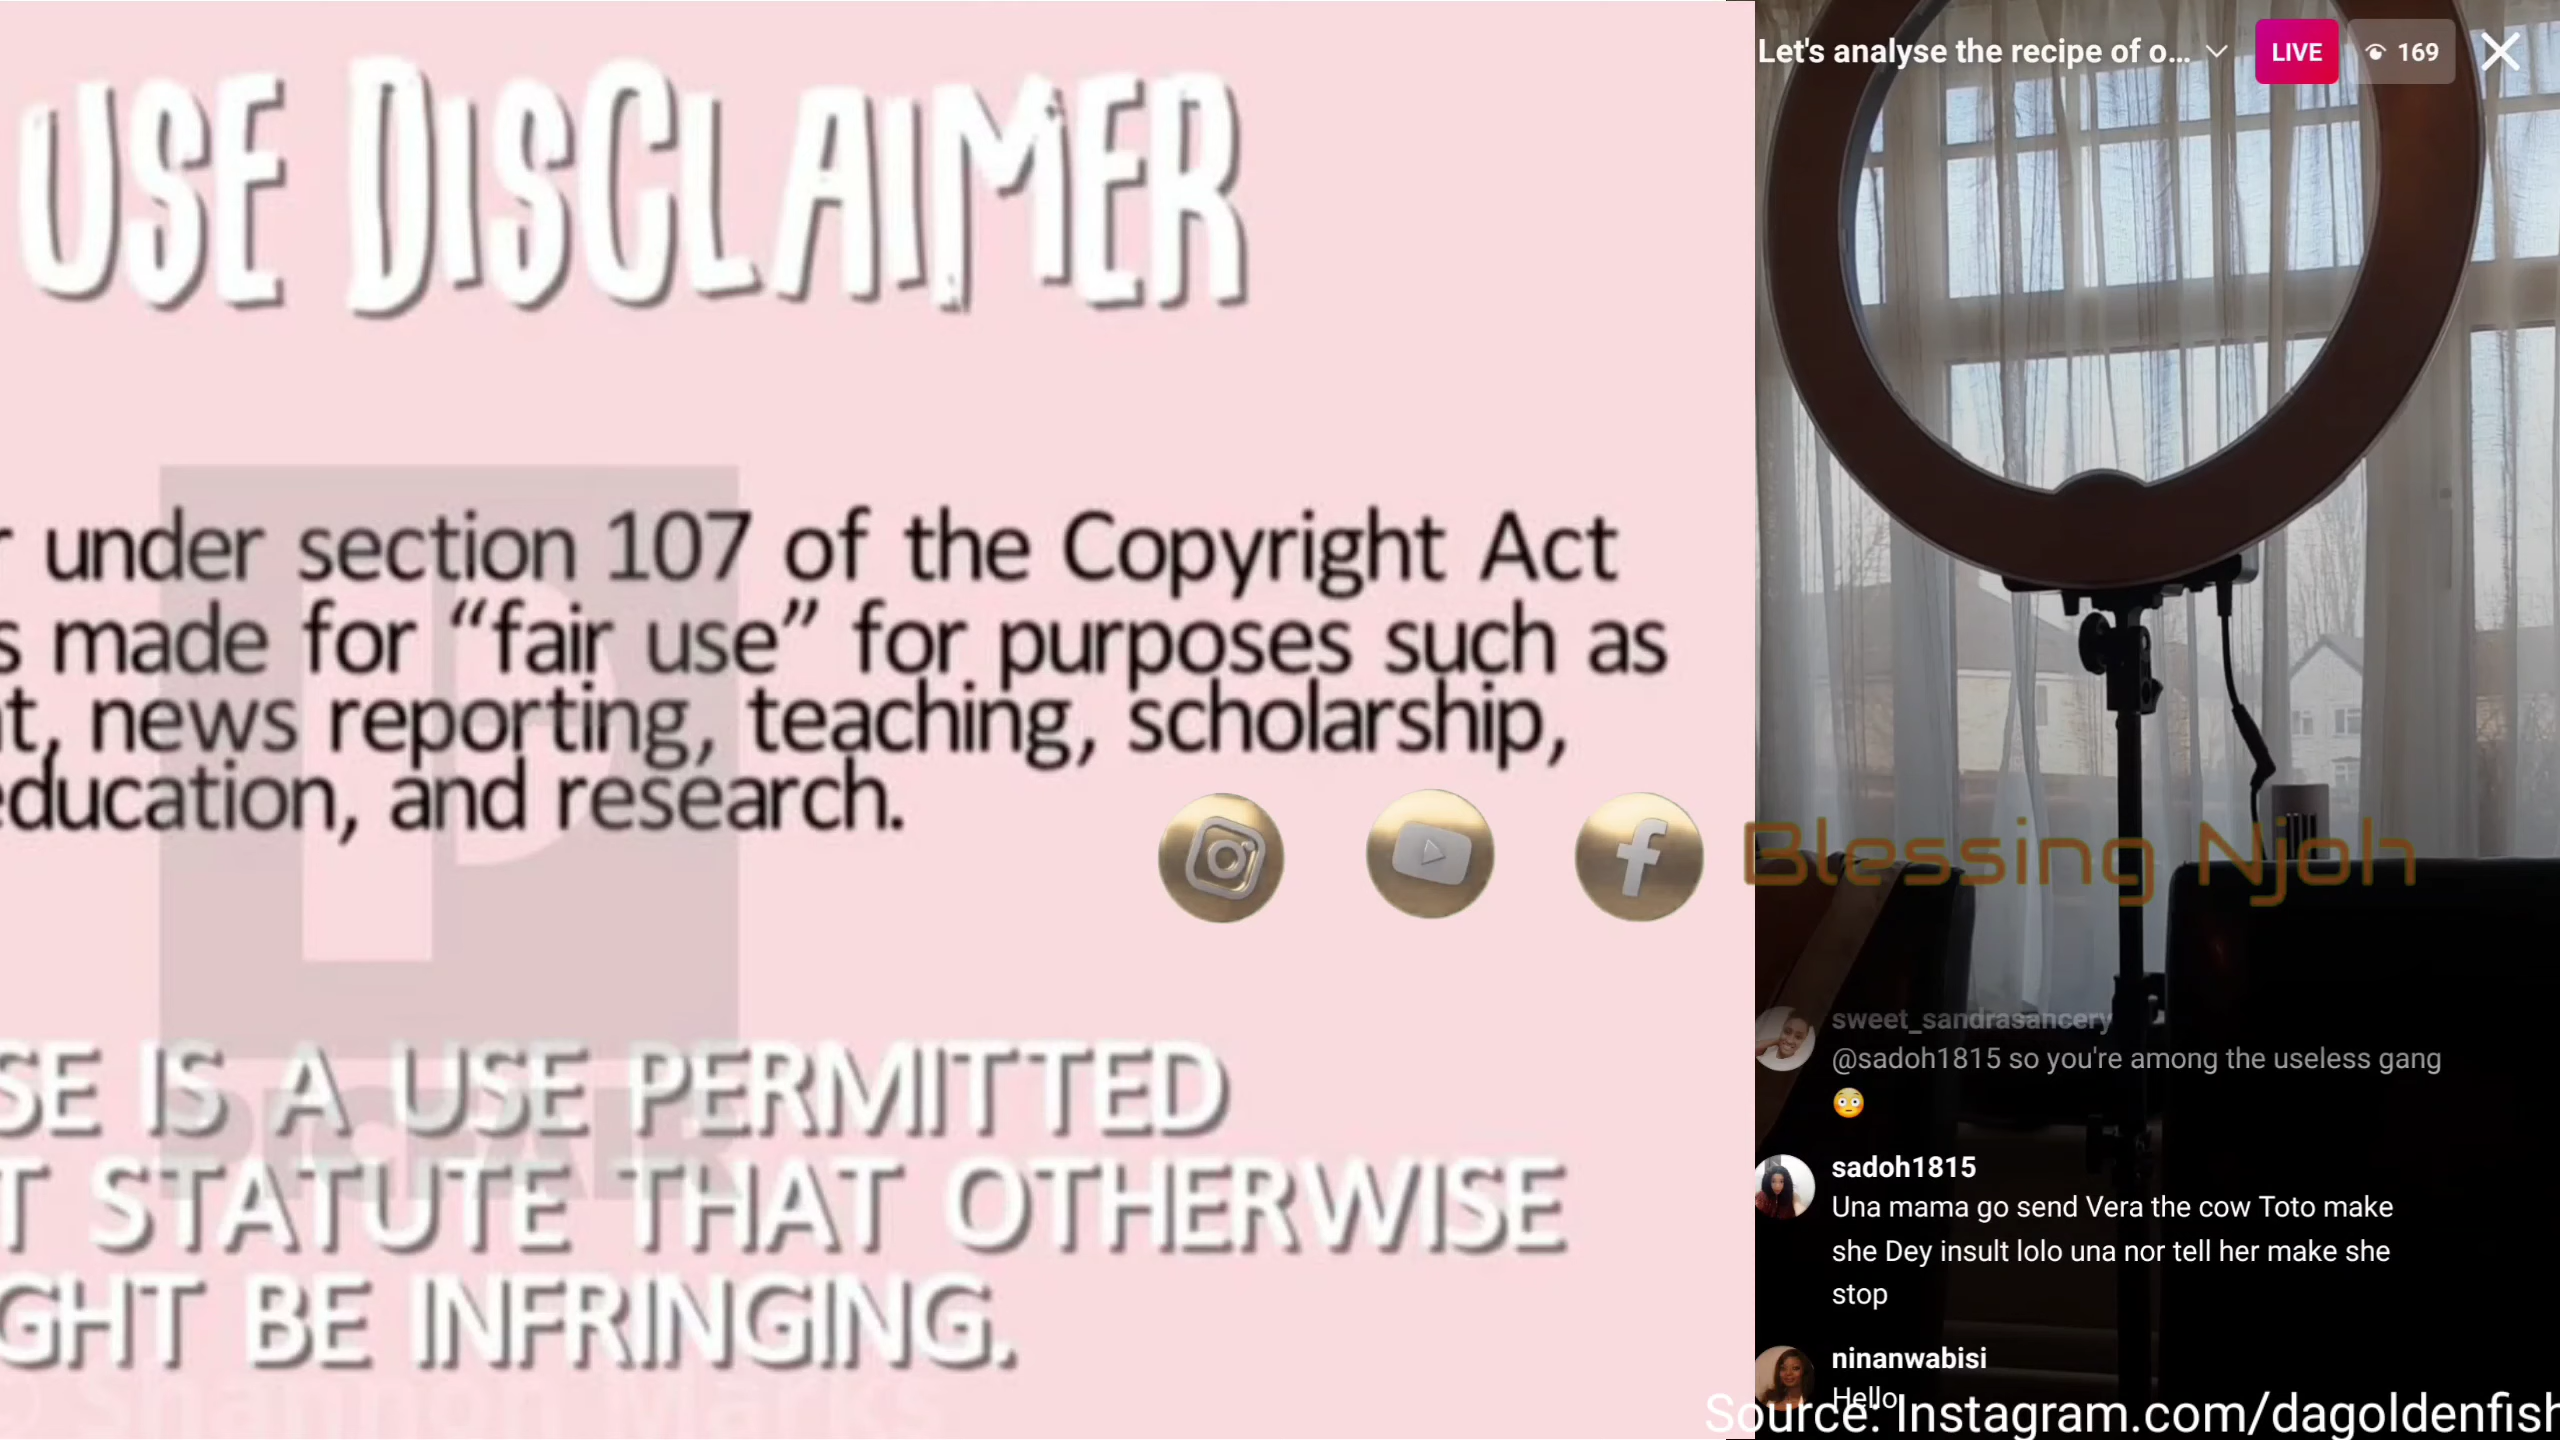 USE DISCLAIMER
under section 107 of the Copyright Act
made for “fair use” for purposes such as
news reporting, teaching, scholarship,
education, and research.
IS A USE PERMITTED
STATUTE THAT OTHERWISE
BE INFRINGING.
© Shannon Marks
Let's analyse the recipe of o...
LIVE
169
Blessing Njoh
sweet_sandrasancery
@sadoh1815 so you're among the useless gang
😳
sadoh1815
Una mama go send Vera the cow Toto make
she Dey insult lolo una nor tell her make she
stop
ninanwabisi
Hello
Source: Instagram.com/dagoldenfish